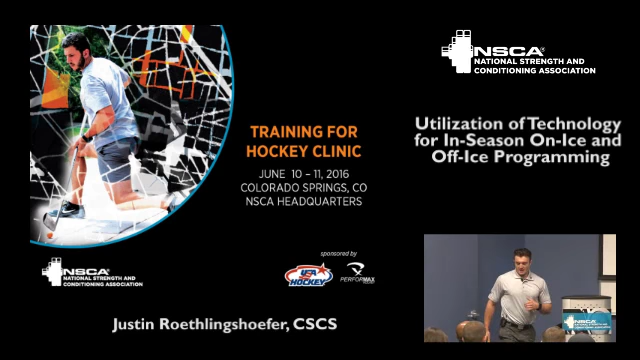 NSCA
NATIONAL STRENGTH AND
CONDITIONING ASSOCIATION
Utilization of Technology
for In-Season On-Ice and
Off-Ice Programming
TRAINING FOR
HOCKEY CLINIC
JUNE 10 – 11, 2016
COLORADO SPRINGS, CO
NSCA HEADQUARTERS
sponsored by
USA
HOCKEY
PERFORMAX
NSCA
NATIONAL STRENGTH AND
CONDITIONING ASSOCIATION
NSCA
Justin Roethlingshoefer, CSCS